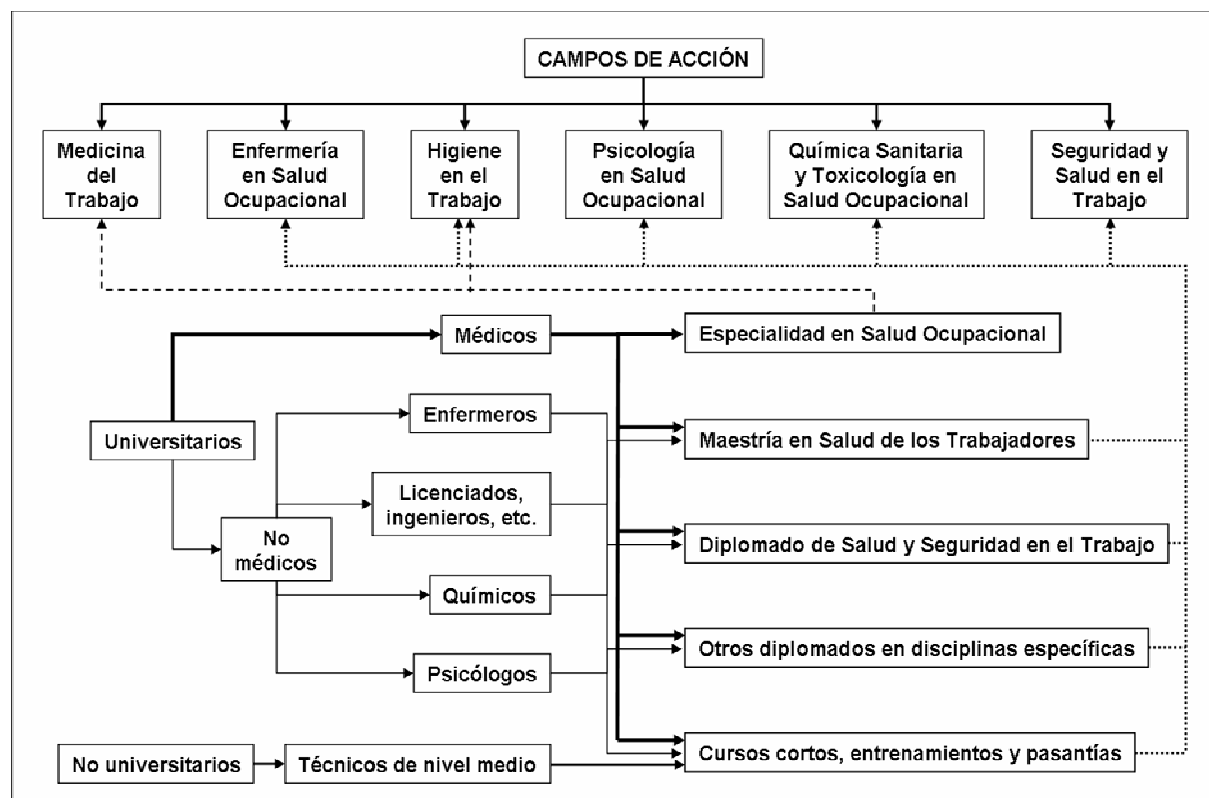 CAMPOS DE ACCIÓN
Medicina
del
Trabajo
Enfermería
en Salud
Ocupacional
Higiene
en el
Trabajo
Psicología
en Salud
Ocupacional
Química Sanitaria
y Toxicología en
Salud Ocupacional
Seguridad y
Salud en el
Trabajo
Médicos
Especialidad en Salud Ocupacional
Universitarios
Enfermeros
Maestría en Salud de los Trabajadores
Licenciados,
ingenieros, etc.
No
médicos
Diplomado de Salud y Seguridad en el Trabajo
Químicos
Otros diplomados en disciplinas específicas
Psicólogos
No universitarios
Técnicos de nivel medio
Cursos cortos, entrenamientos y pasantías